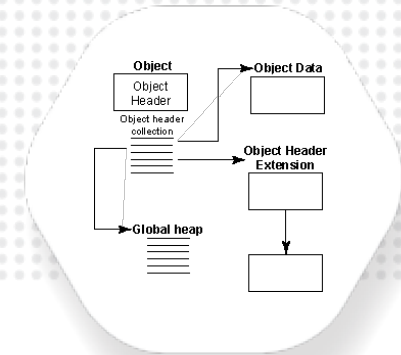 Object
Object
Header
Object header
collection
Object Data
Object Header
Extension
Global heap